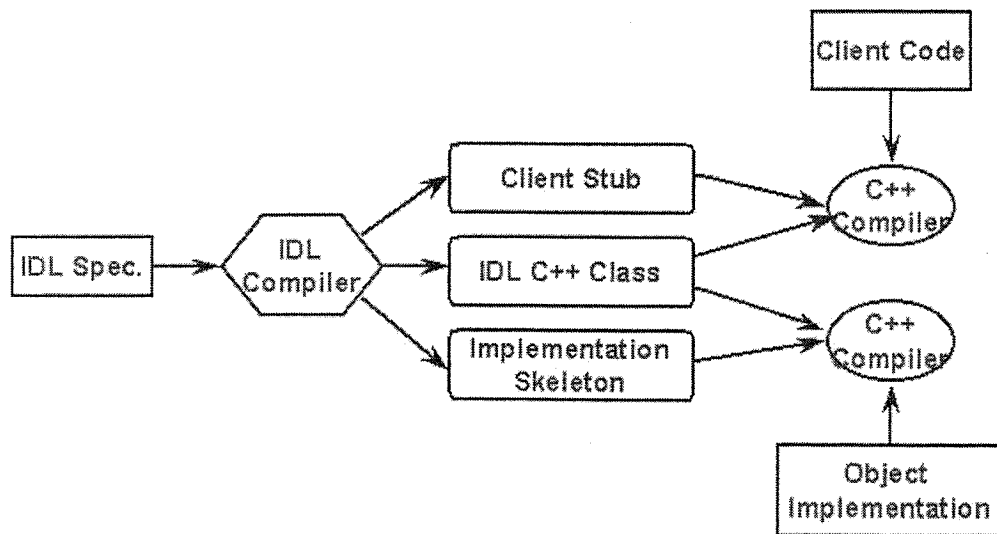 Client Code
Client Stub
C++
Compiler
IDL Spec.
IDL
Compiler
IDL C++ Class
Implementation
Skeleton
C++
Compiler
Object
Implementation